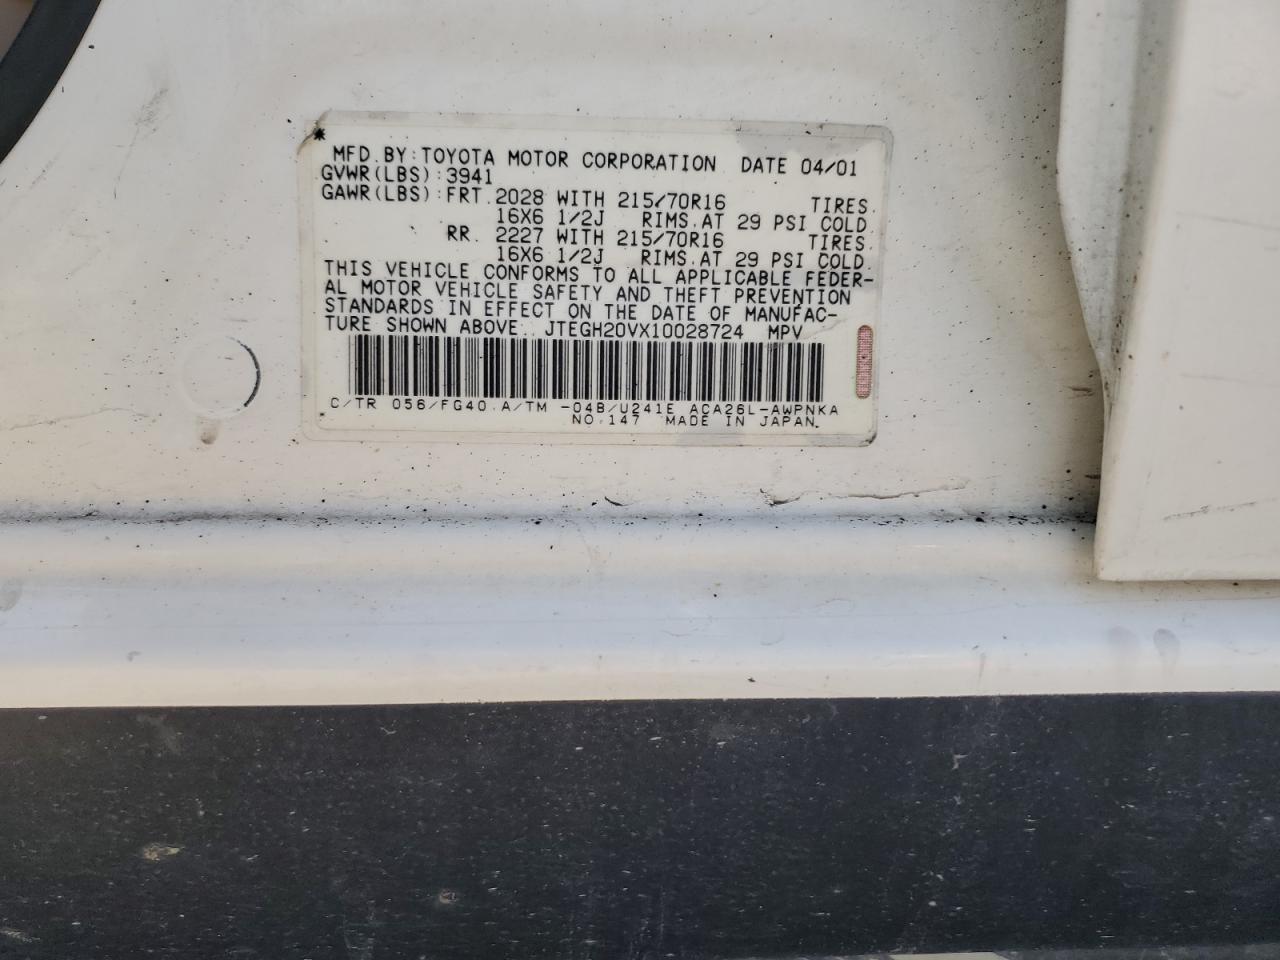 MFD. BY: TOYOTA MOTOR CORPORATION DATE 04/01
GVWR(LBS): 3941
GAWR(LBS): FRT. 2028 WITH 215/70R16 TIRES.
16X6 1/2J RIMS. AT 29 PSI COLD
RR. 2227 WITH 215/70R16 TIRES.
16X6 1/2J RIMS. AT 29 PSI COLD.
THIS VEHICLE CONFORMS TO ALL APPLICABLE FEDER-
AL MOTOR VEHICLE SAFETY AND THEFT PREVENTION
STANDARDS IN EFFECT ON THE DATE OF MANUFAC-
TURE SHOWN ABOVE. JTEGH20VX10028724 MPV
C/TR 056/FG40. A/TM -04B/U241E ACA26L-AWPNKA
NO. 147 MADE IN JAPAN.